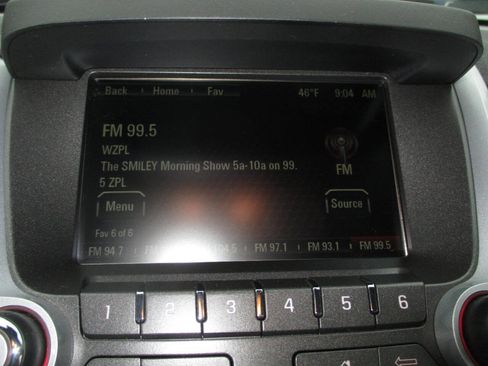 Back Home Fav 46°F 9:04 AM
FM 99.5
WZPL
The SMILEY Morning Show 5a-10a on 99.
5 ZPL
FM
Menu Source
Fav 6 of 6
FM 94.7 FM 97.1 FM 93.1 FM 99.5
1 2 3 4 5 6